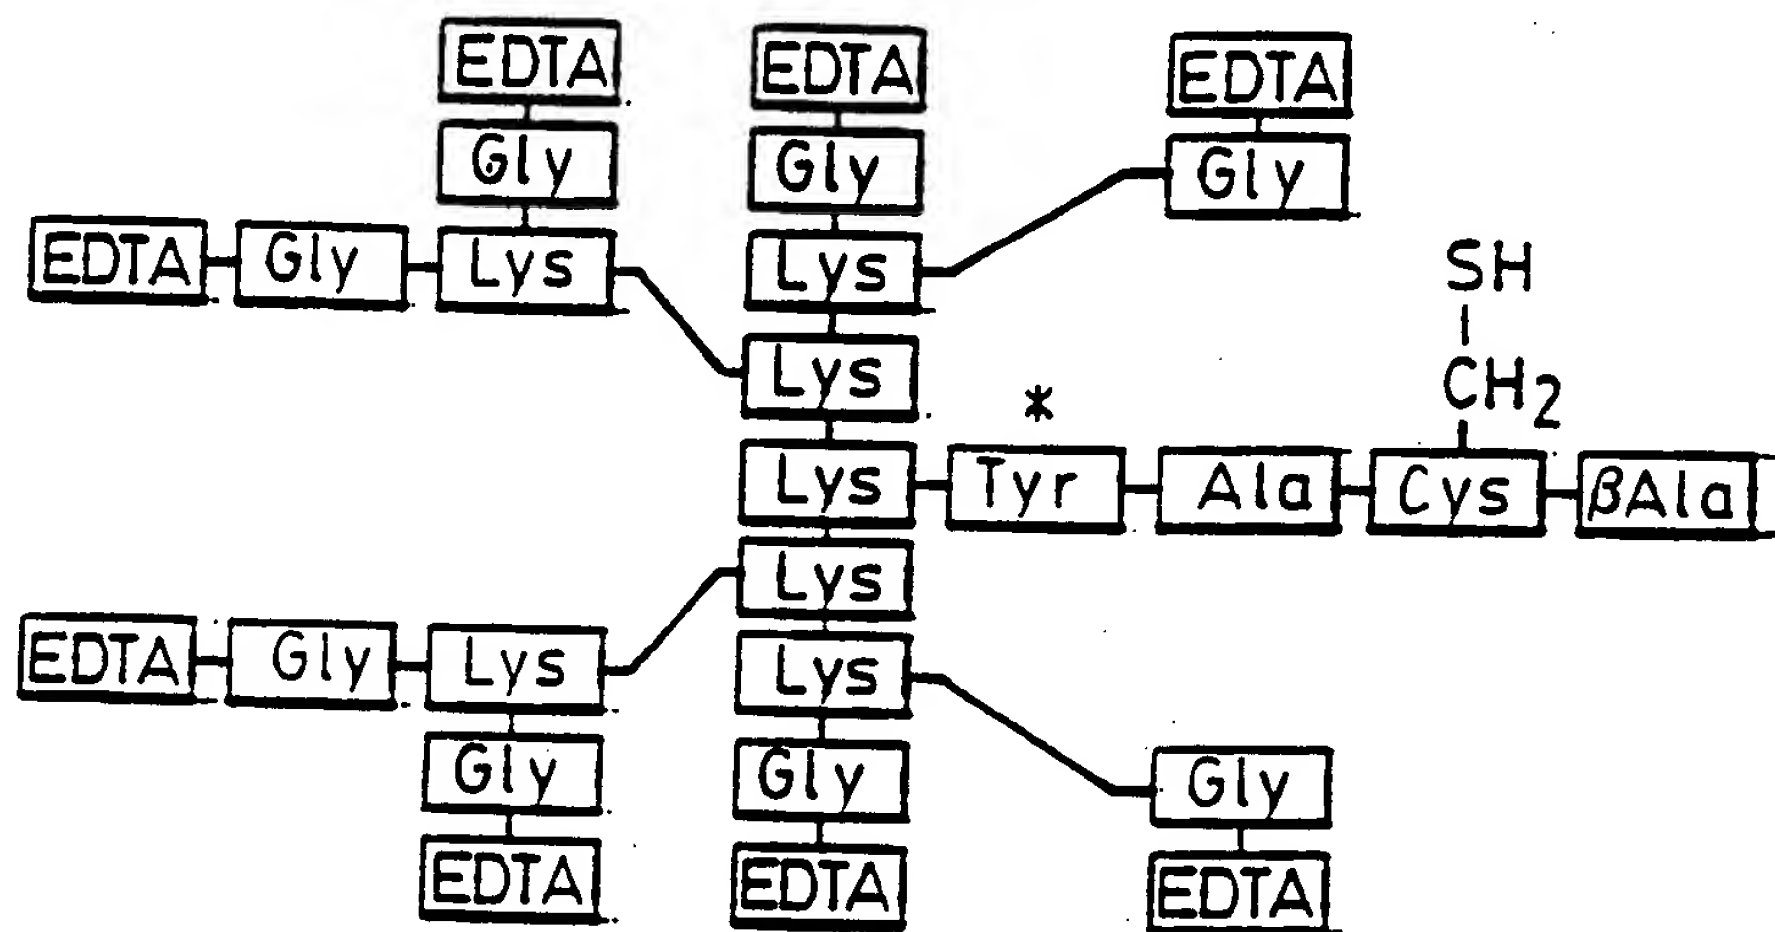 EDTA EDTA EDTA
Gly Gly Gly
EDTA Gly Lys Lys SH
Lys CH2
*
Lys Tyr Ala Cys βAla
Lys
EDTA Gly Lys Lys
Gly Gly Gly
EDTA EDTA EDTA